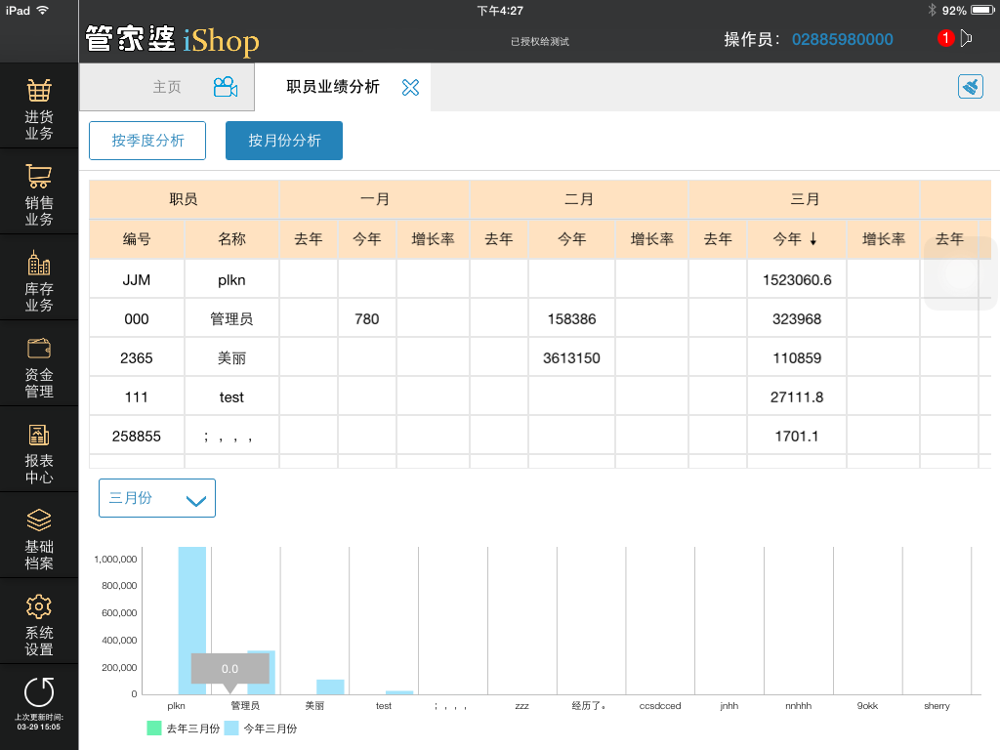 iPad
下午4:27
92%
管家婆 iShop
已授权给测试
操作员： 02885980000
1
进货
业务
销售
业务
库存
业务
资金
管理
报表
中心
基础
档案
系统
设置
上次更新时间:
03-29 15:05
主页
职员业绩分析
按季度分析
按月份分析
职员 一月 二月 三月
编号 名称 去年 今年 增长率 去年 今年 增长率 去年 今年 ↓ 增长率 去年
JJM plkn 1523060.6
000 管理员 780 158386 323968
2365 美丽 3613150 110859
111 test 27111.8
258855 ；，，， 1701.1
三月份
1,000,000
800,000
600,000
400,000
200,000
0
0.0
plkn 管理员 美丽 test ；，，， zzz 经历了。 ccsdcced jnhh nnhhh 9okk sherry
去年三月份 今年三月份